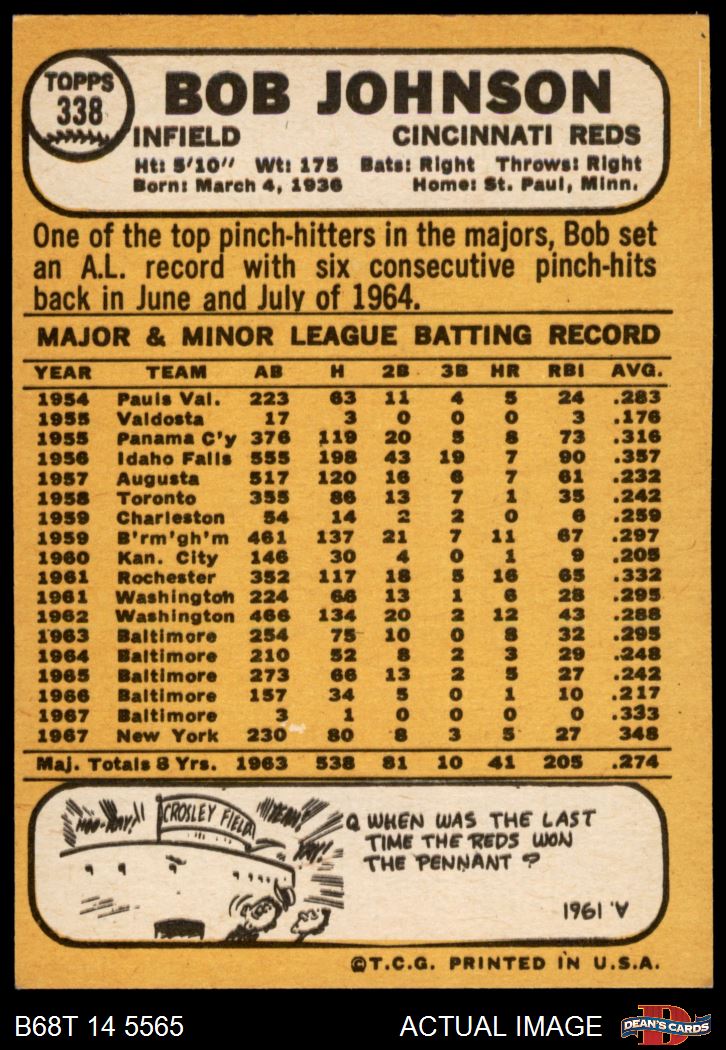 TOPPS
338
BOB JOHNSON
INFIELD CINCINNATI REDS
Ht: 5'10" Wt: 175 Bats: Right Throws: Right
Born: March 4, 1936 Home: St. Paul, Minn.
One of the top pinch-hitters in the majors, Bob set
an A.L. record with six consecutive pinch-hits
back in June and July of 1964.
MAJOR & MINOR LEAGUE BATTING RECORD
YEAR TEAM AB H 2B 3B HR RBI AVG.
1954 Pauls Val. 223 63 11 4 5 24 .283
1955 Valdosta 17 3 0 0 0 3 .176
1955 Panama C'y 376 119 20 5 8 73 .316
1956 Idaho Falls 555 198 43 19 7 90 .357
1957 Augusta 517 120 16 6 7 61 .232
1958 Toronto 355 86 13 7 1 35 .242
1959 Charleston 54 14 2 2 0 6 .259
1959 B'rm'gh'm 461 137 21 7 11 67 .297
1960 Kan. City 146 30 4 0 1 9 .205
1961 Rochester 352 117 18 5 16 65 .332
1961 Washington 224 66 13 1 6 28 .295
1962 Washington 466 134 20 2 12 43 .288
1963 Baltimore 254 75 10 0 8 32 .295
1964 Baltimore 210 52 8 2 3 29 .248
1965 Baltimore 273 66 13 2 5 27 .242
1966 Baltimore 157 34 5 0 1 10 .217
1967 Baltimore 3 1 0 0 0 0 .333
1967 New York 230 80 8 3 5 27 348
Maj. Totals 8 Yrs. 1963 538 81 10 41 205 .274
HOO-RAY!
CROSLEY FIELD
YEAH!
YAY!
Q WHEN WAS THE LAST
TIME THE REDS WON
THE PENNANT ?
A. 1961
©T.C.G. PRINTED IN U.S.A.
B68T 14 5565 ACTUAL IMAGE
D
DEAN'S CARDS